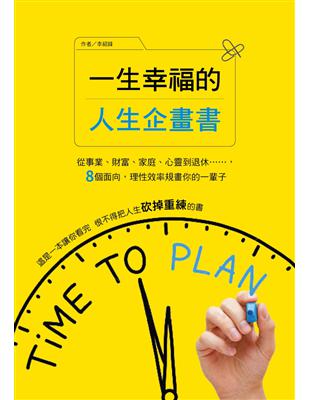 作者／李紹鋒
一生幸福的
人生企畫書
從事業、財富、家庭、心靈到退休……，
8個面向，理性效率規畫你的一輩子
這是一本讓你看完 恨不得把人生砍掉重練的書
TiME TO PLAN